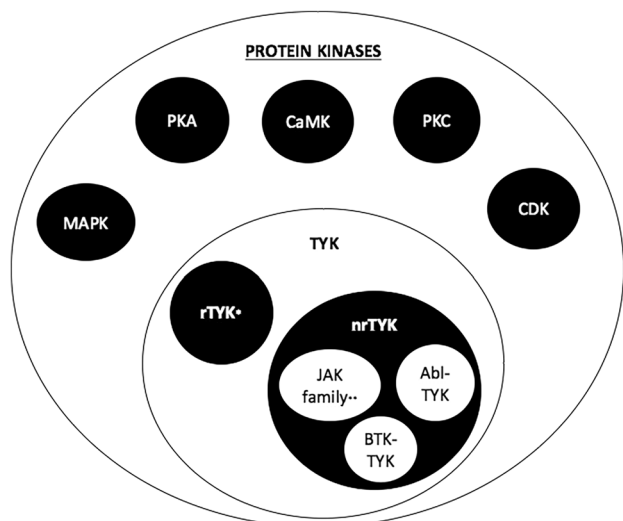 PROTEIN KINASES
PKA
CaMK
PKC
MAPK
CDK
TYK
rTYK•
nrTYK
JAK
family••
Abl-
TYK
BTK-
TYK